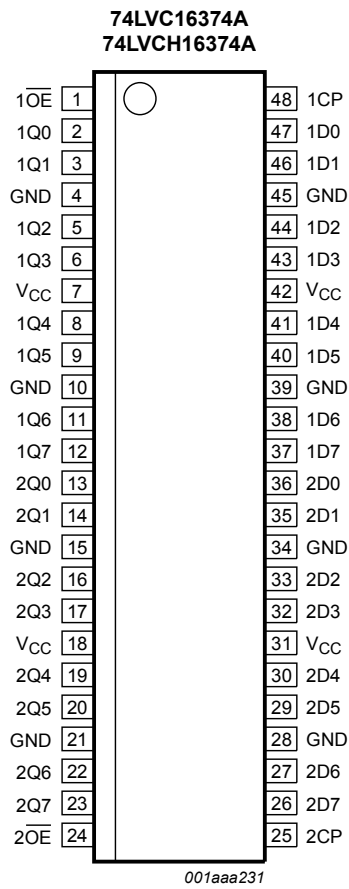 74LVC16374A
74LVCH16374A
1O̅E̅ 1 48 1CP
1Q0 2 47 1D0
1Q1 3 46 1D1
GND 4 45 GND
1Q2 5 44 1D2
1Q3 6 43 1D3
VCC 7 42 VCC
1Q4 8 41 1D4
1Q5 9 40 1D5
GND 10 39 GND
1Q6 11 38 1D6
1Q7 12 37 1D7
2Q0 13 36 2D0
2Q1 14 35 2D1
GND 15 34 GND
2Q2 16 33 2D2
2Q3 17 32 2D3
VCC 18 31 VCC
2Q4 19 30 2D4
2Q5 20 29 2D5
GND 21 28 GND
2Q6 22 27 2D6
2Q7 23 26 2D7
2O̅E̅ 24 25 2CP
001aaa231